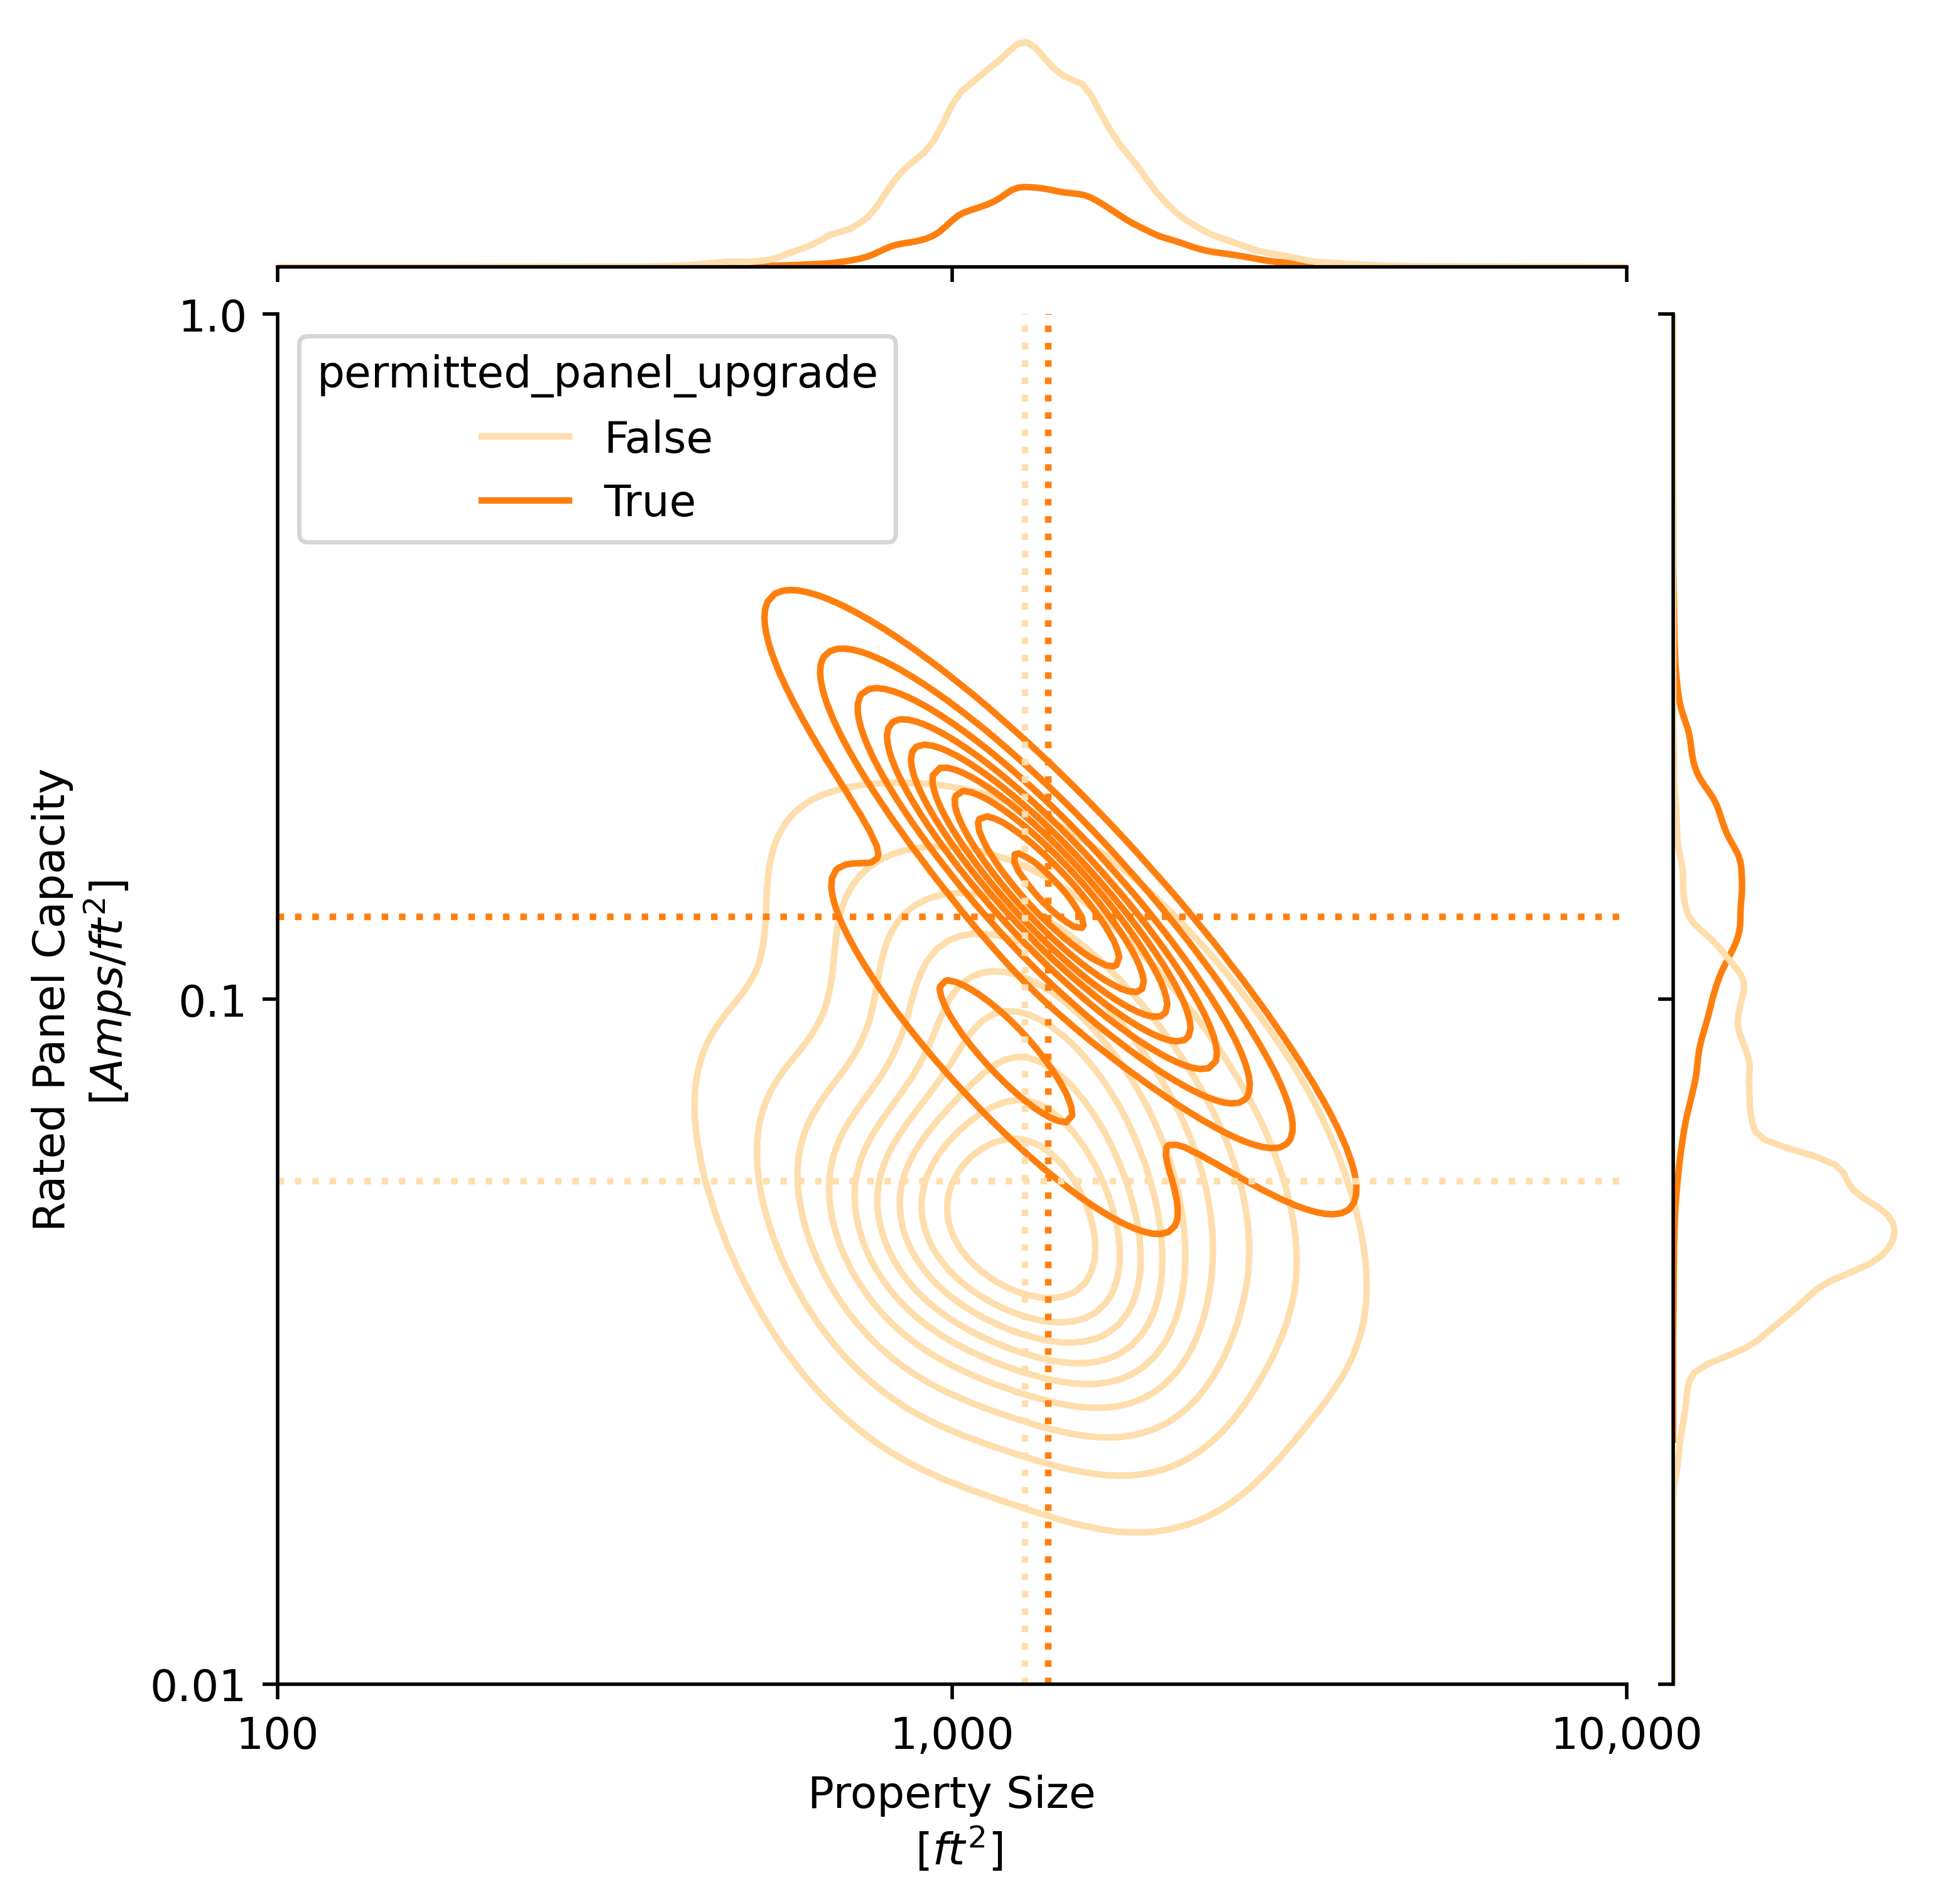 1.0
permitted_panel_upgrade
False
True
Rated Panel Capacity
[Amps/ft²]
0.1
0.01
100
1,000
10,000
Property Size
[ft²]